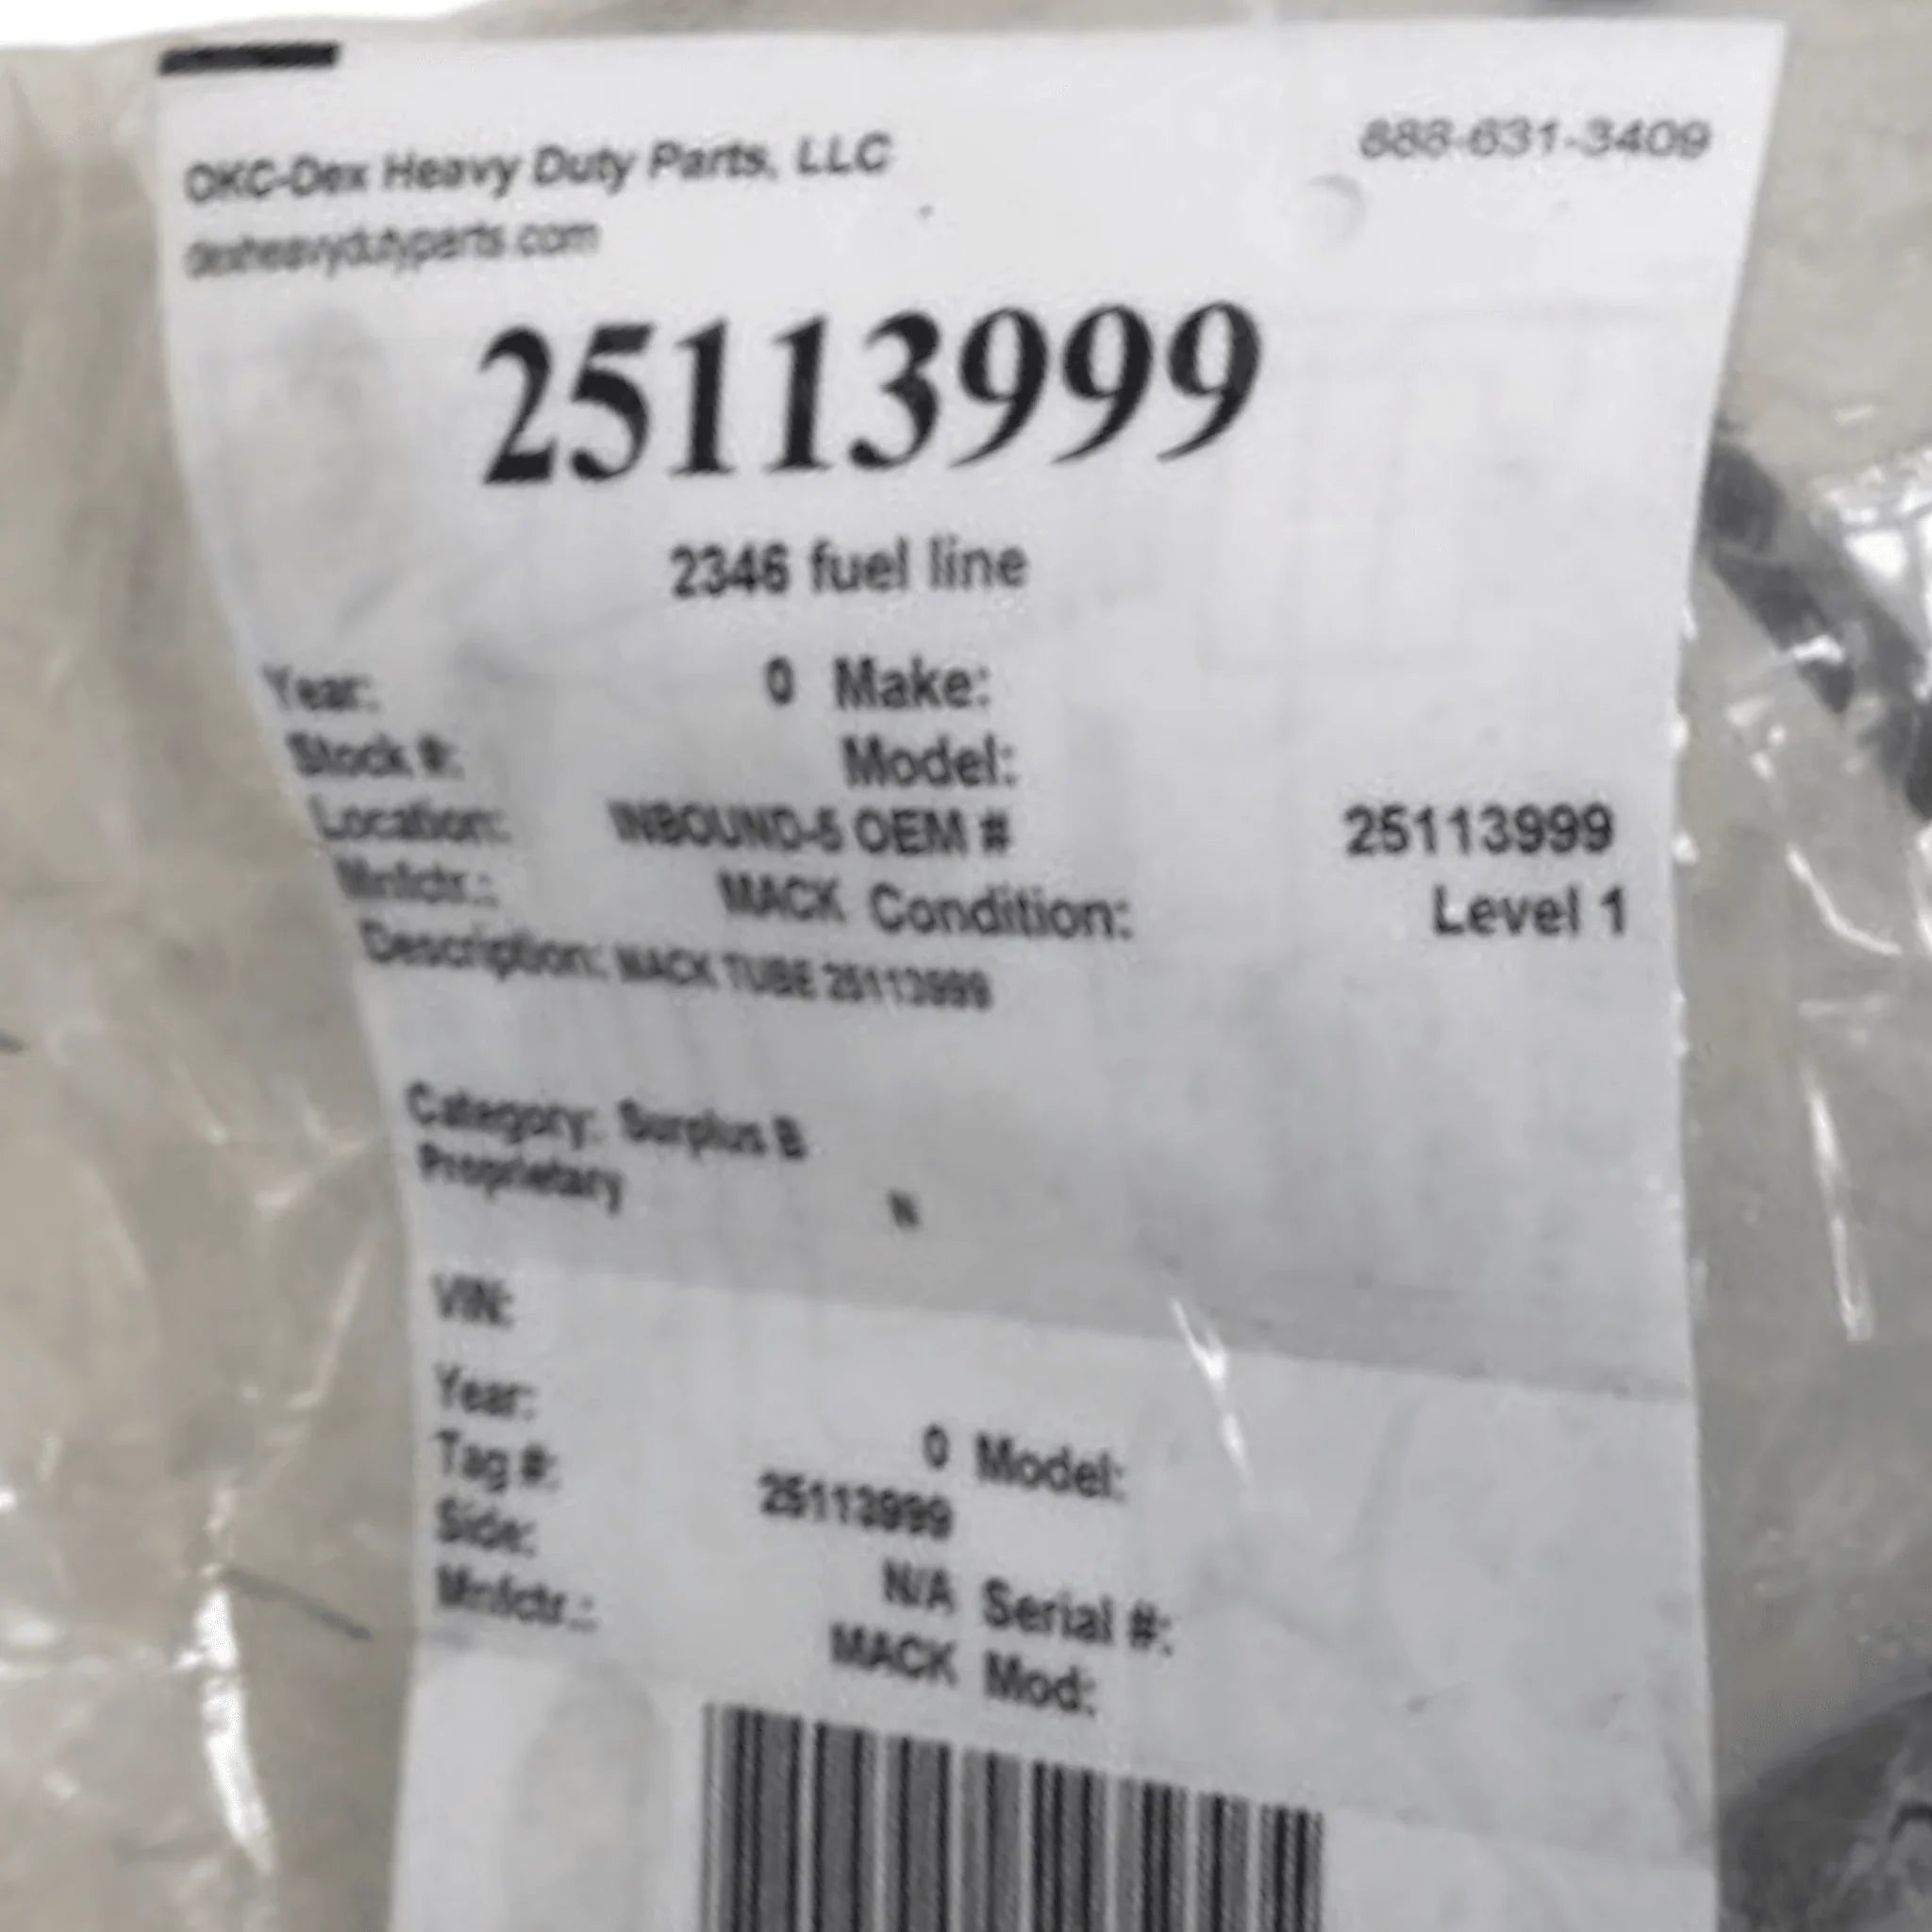 OKC-Dex Heavy Duty Parts, LLC 888-631-3409
dexheavydutyparts.com
25113999
2346 fuel line
Year: 0 Make:
Stock #: Model:
Location: INBOUND-5 OEM # 25113999
Mnfctr.: MACK Condition: Level 1
Description: MACK TUBE 25113999
Category: Surplus B
Proprietary N
VIN:
Year: 0 Model:
Tag #: 25113999
Side: N/A Serial #:
Mnfctr.: MACK Mod: